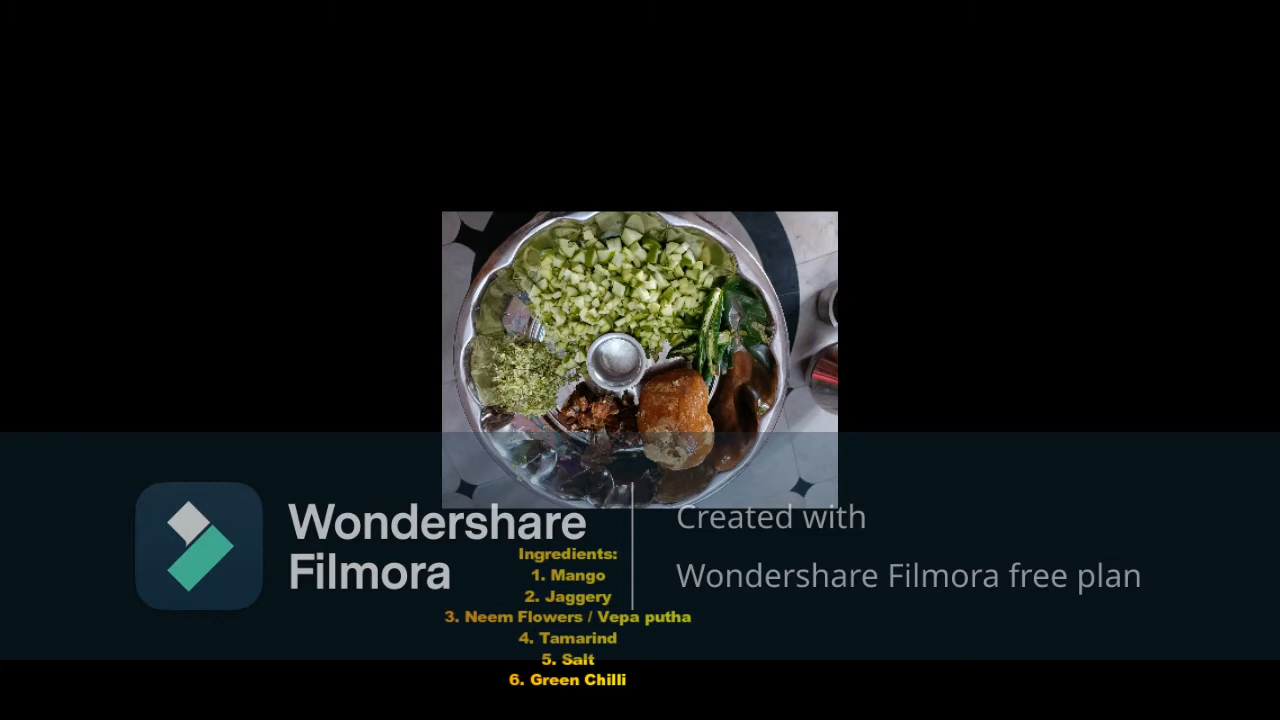 Wondershare
Filmora
Created with
Wondershare Filmora free plan
Ingredients:
1. Mango
2. Jaggery
3. Neem Flowers / Vepa putha
4. Tamarind
5. Salt
6. Green Chilli